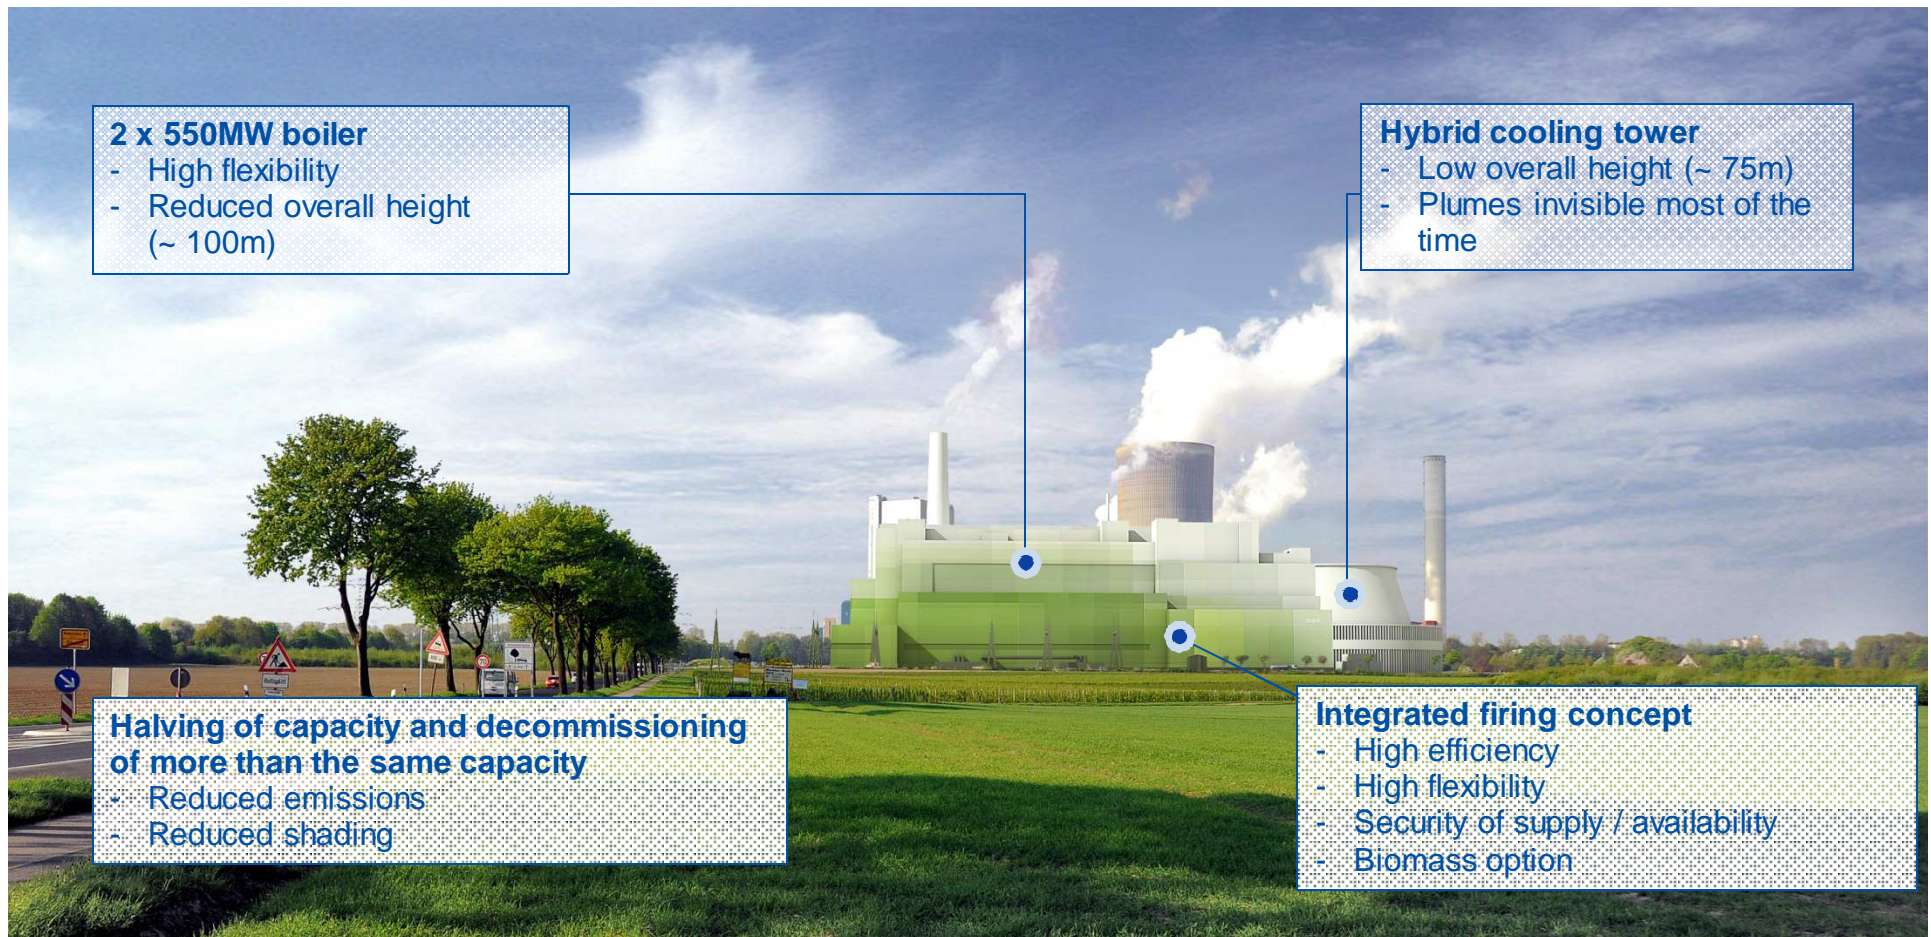 2 x 550MW boiler
- High flexibility
- Reduced overall height
(~ 100m)
Hybrid cooling tower
- Low overall height (~ 75m)
- Plumes invisible most of the
time
Halving of capacity and decommissioning
of more than the same capacity
- Reduced emissions
- Reduced shading
Integrated firing concept
- High efficiency
- High flexibility
- Security of supply / availability
- Biomass option